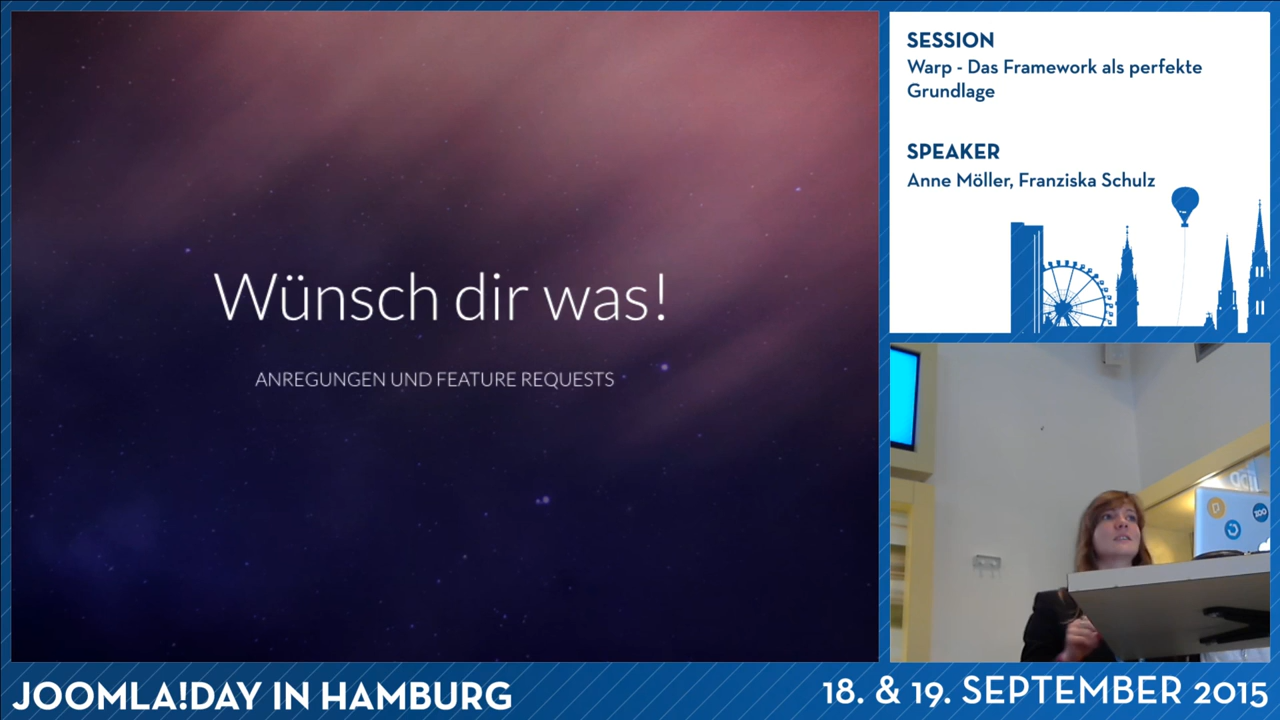 Wünsch dir was!
ANREGUNGEN UND FEATURE REQUESTS
SESSION
Warp - Das Framework als perfekte
Grundlage
SPEAKER
Anne Möller, Franziska Schulz
ZOO
JOOMLA!DAY IN HAMBURG
18. & 19. SEPTEMBER 2015